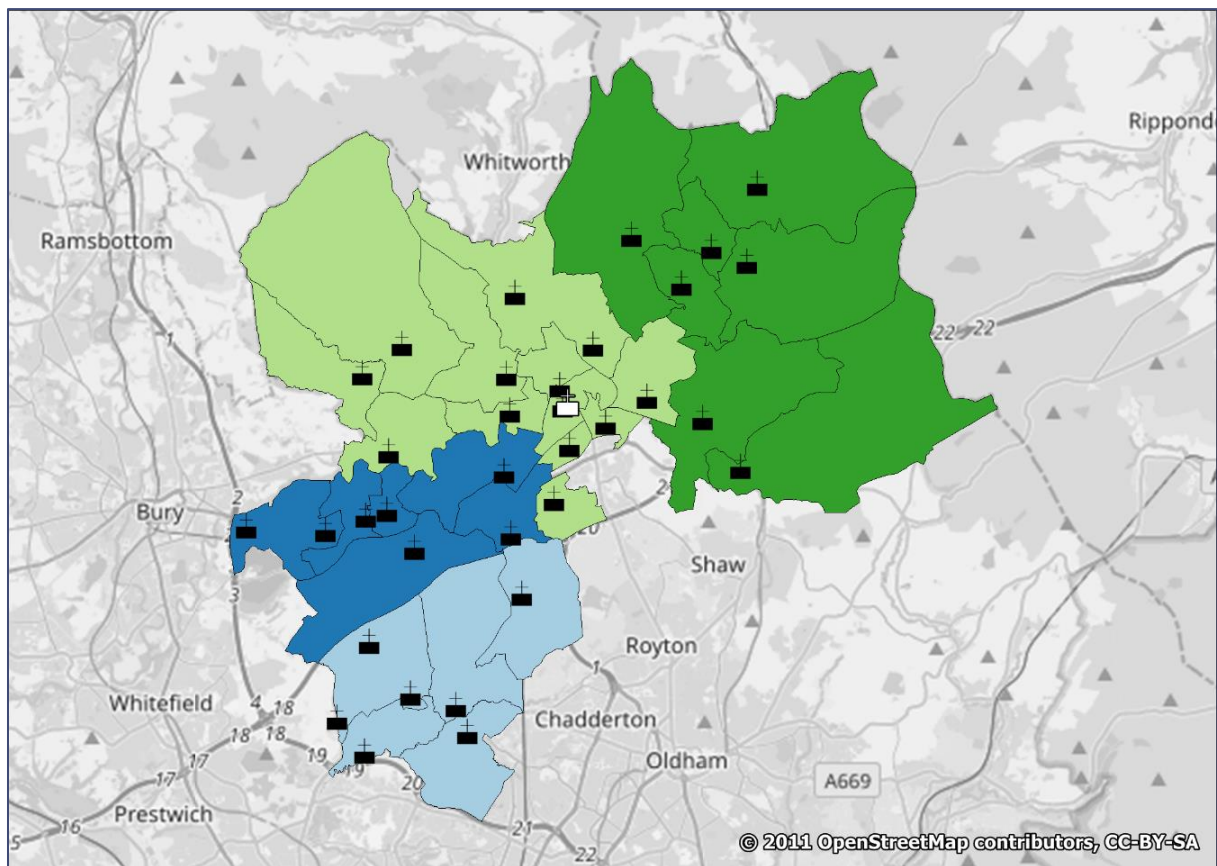 Whitworth
Rippond
Ramsbottom
1
22 22
2
Bury
20
3
Shaw
Royton
1
Whitefield
4 18
18 18
17
17
19
19
20
Chadderton
Oldham
A669
Prestwich
16
5
21
22
© 2011 OpenStreetMap contributors, CC-BY-SA